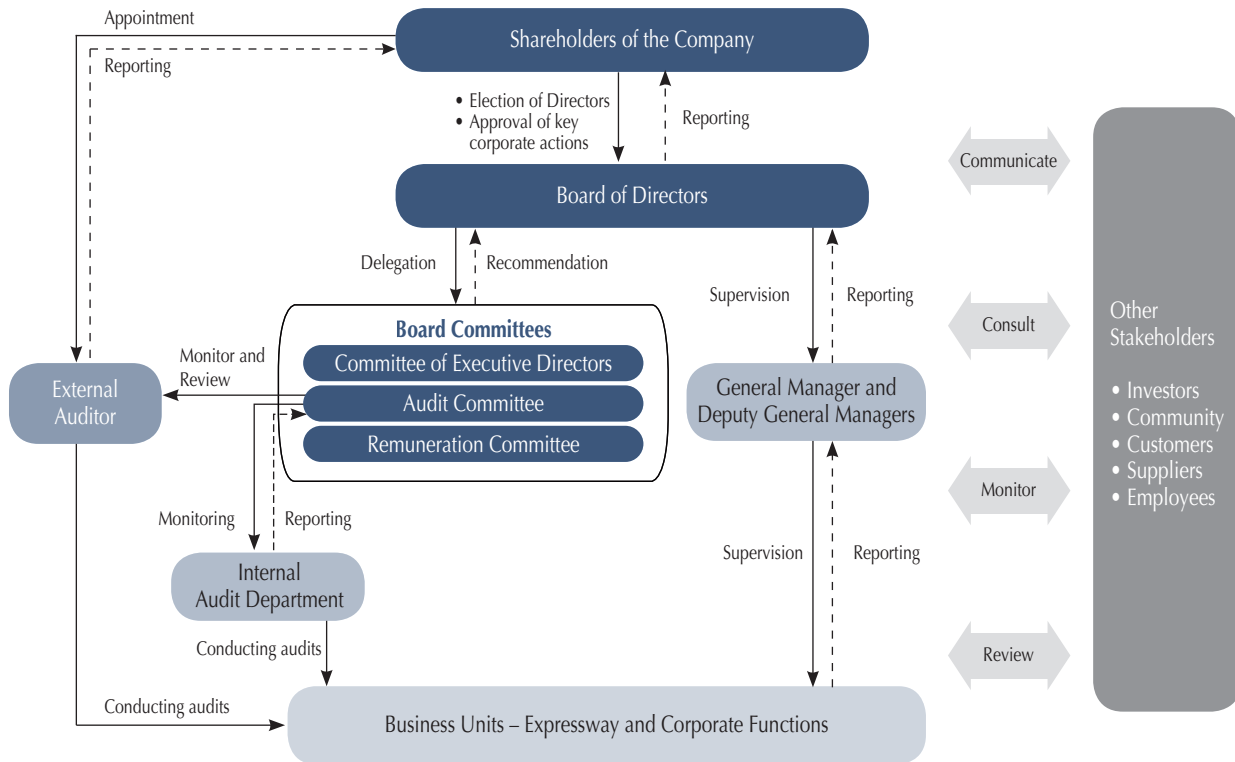 Appointment
Shareholders of the Company
Reporting
• Election of Directors
• Approval of key
corporate actions
Reporting
Communicate
Board of Directors
Delegation
Recommendation
Supervision
Reporting
Consult
Other
Stakeholders
• Investors
• Community
• Customers
• Suppliers
• Employees
Board Committees
Committee of Executive Directors
Audit Committee
Remuneration Committee
Monitor and
Review
External
Auditor
General Manager and
Deputy General Managers
Monitor
Monitoring
Reporting
Supervision
Reporting
Internal
Audit Department
Conducting audits
Review
Conducting audits
Business Units – Expressway and Corporate Functions